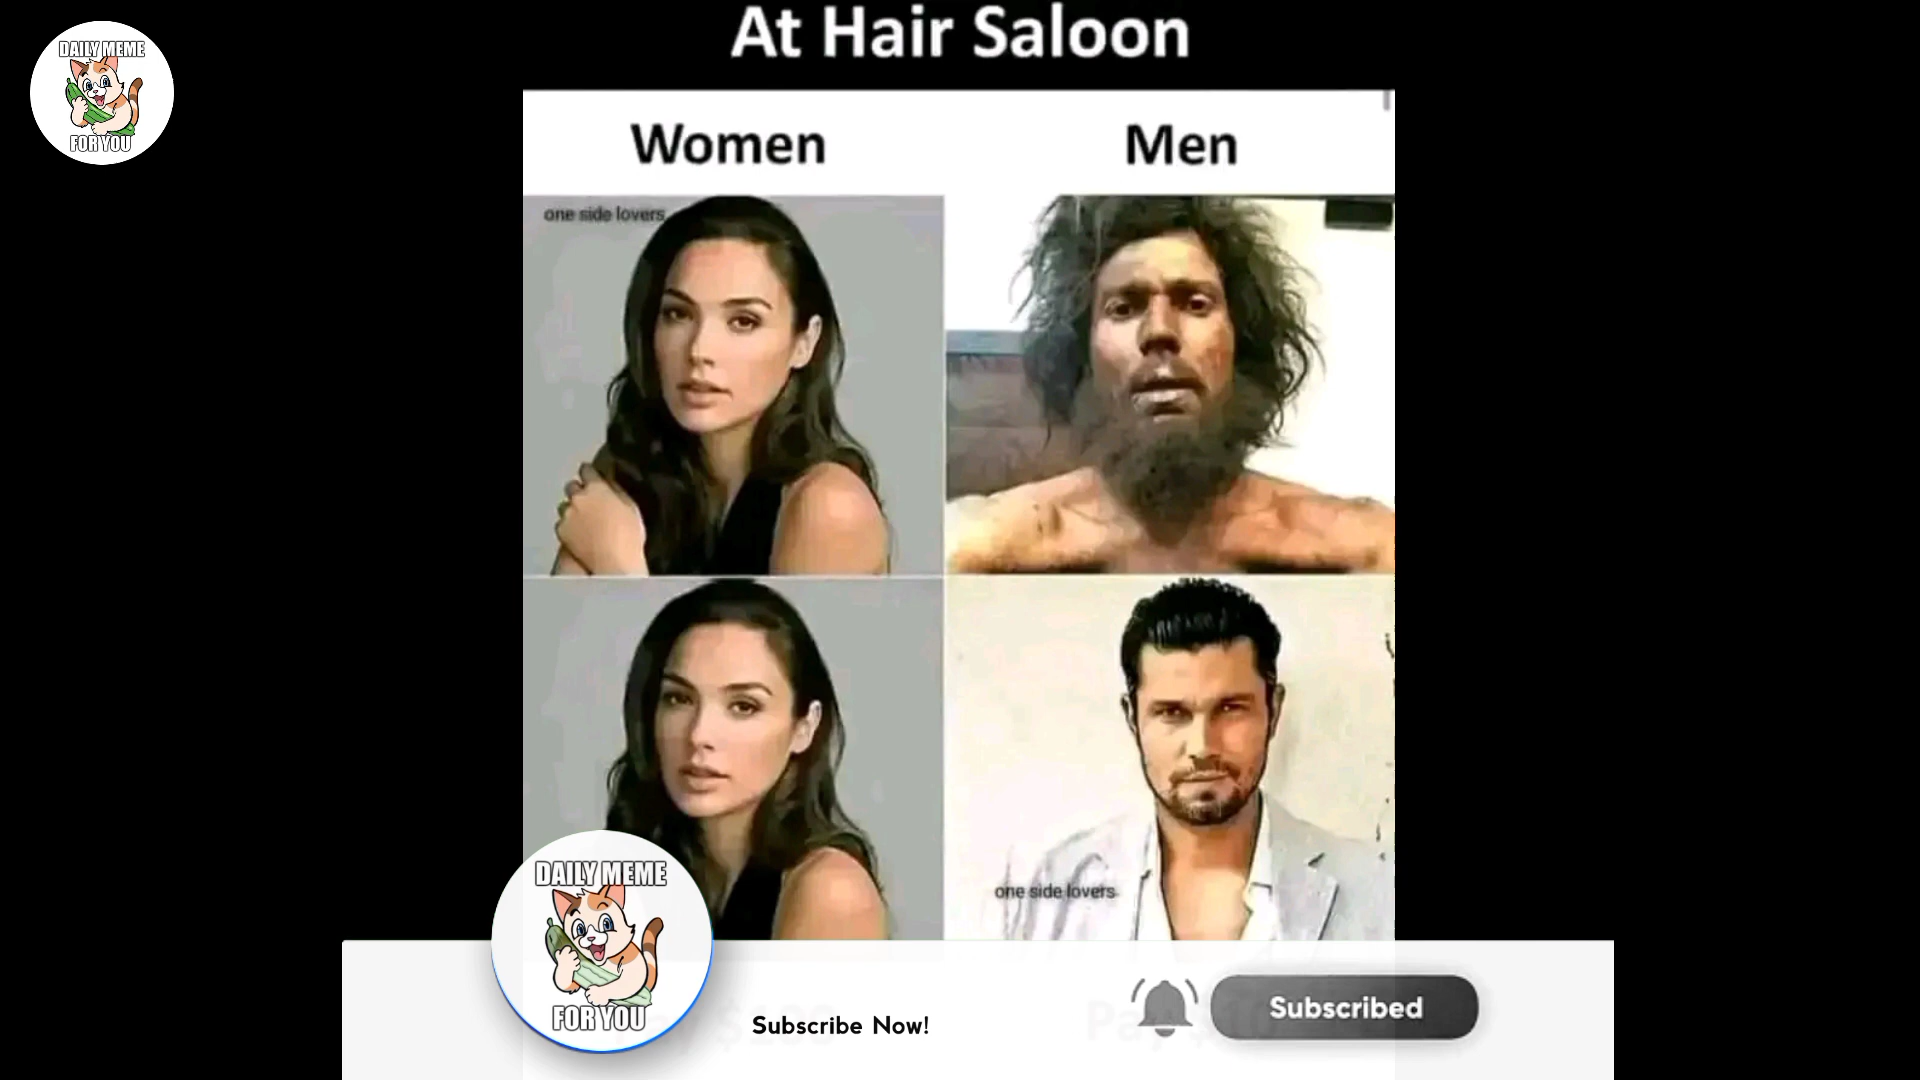 At Hair Saloon
DAILY MEME
FOR YOU
Women
Men
one side lovers
one side lovers
DAILY MEME
FOR YOU
Subscribe Now!
Subscribed